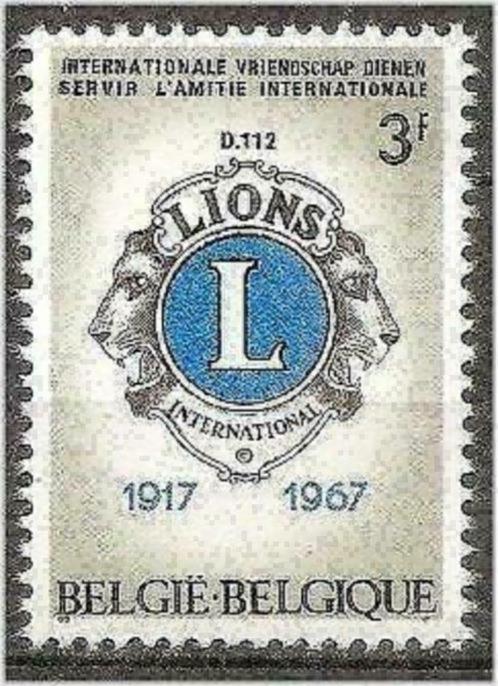 INTERNATIONALE VRIENDSCHAP DIENEN
SERVIR L'AMITIE INTERNATIONALE
3F
D.112
LIONS
L
INTERNATIONAL
©
1917 1967
BELGIË·BELGIQUE